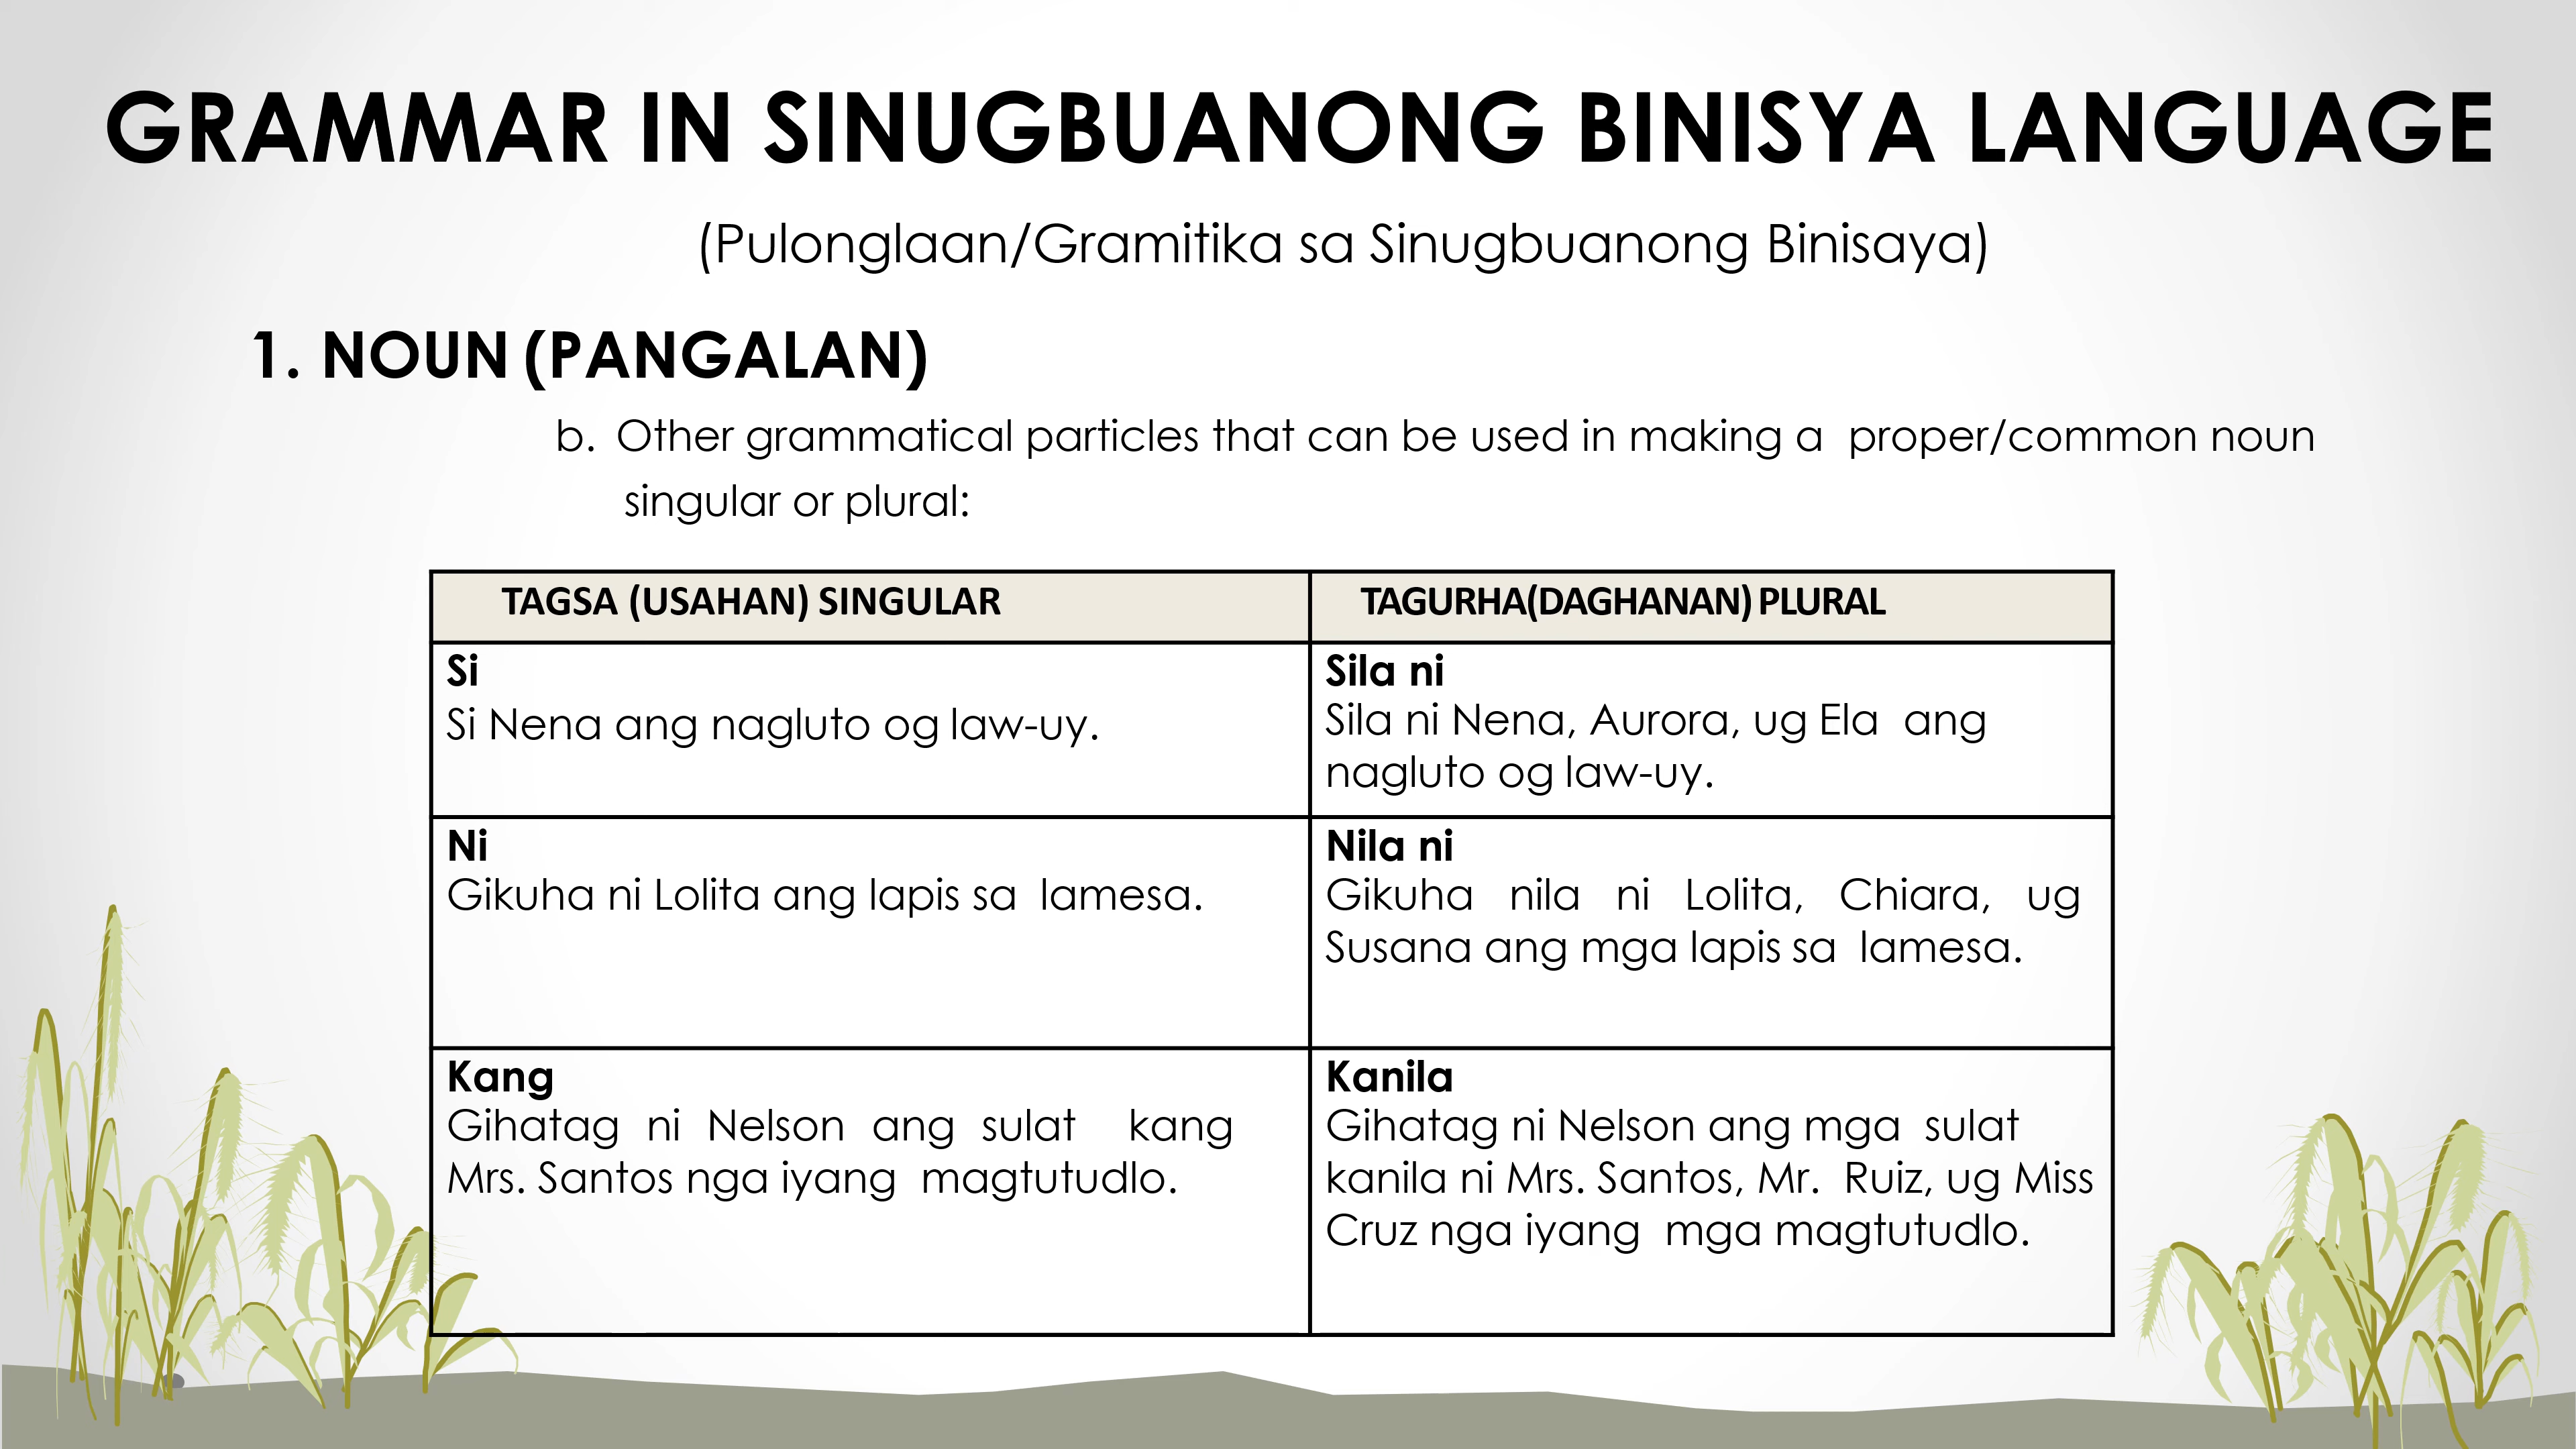 GRAMMAR IN SINUGBUANONG BINISYA LANGUAGE
(Pulonglaan/Gramitika sa Sinugbuanong Binisaya)
1. NOUN (PANGALAN)
b. Other grammatical particles that can be used in making a proper/common noun
singular or plural:
TAGSA (USAHAN) SINGULAR
TAGURHA(DAGHANAN) PLURAL
Si
Si Nena ang nagluto og law-uy.
Sila ni
Sila ni Nena, Aurora, ug Ela ang
nagluto og law-uy.
Ni
Gikuha ni Lolita ang lapis sa lamesa.
Nila ni
Gikuha nila ni Lolita, Chiara, ug
Susana ang mga lapis sa lamesa.
Kang
Gihatag ni Nelson ang sulat kang
Mrs. Santos nga iyang magtutudlo.
Kanila
Gihatag ni Nelson ang mga sulat
kanila ni Mrs. Santos, Mr. Ruiz, ug Miss
Cruz nga iyang mga magtutudlo.